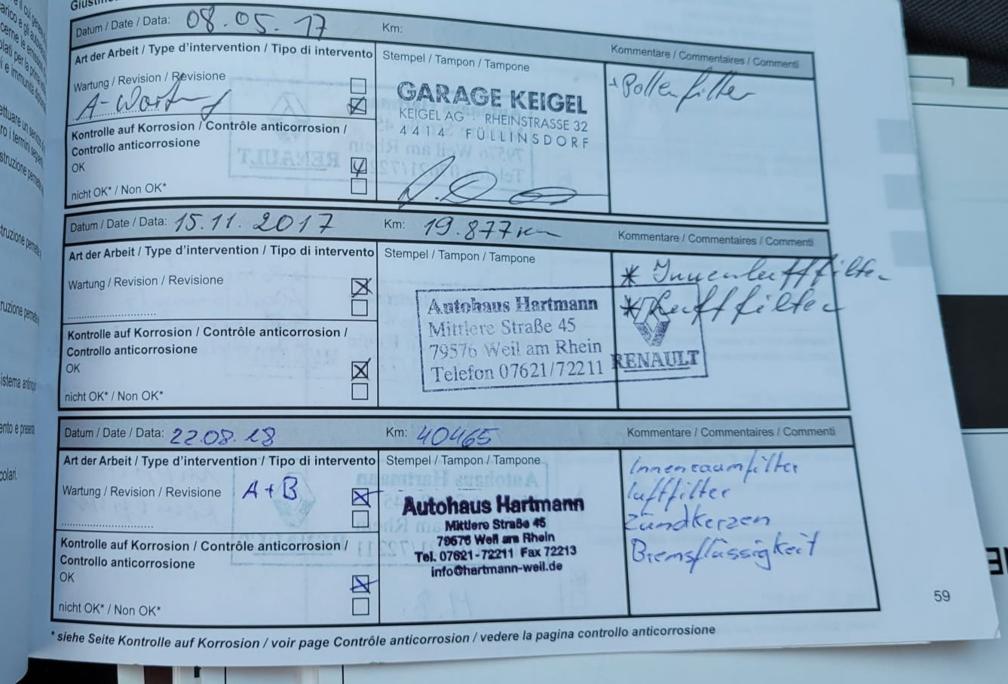 Datum / Date / Data: 08.05.17 Km:
Art der Arbeit / Type d'intervention / Tipo di intervento
Stempel / Tampon / Tampone
Kommentare / Commentaires / Commenti
Wartung / Revision / Revisione
A-Wartung
GARAGE KEIGEL
KEIGEL AG RHEINSTRASSE 32
4414 FÜLLINSDORF
+Pollenfilter
Kontrolle auf Korrosion / Contrôle anticorrosion /
Controllo anticorrosione
OK
nicht OK* / Non OK*
Datum / Date / Data: 15.11.2017 Km: 19.877 km
Kommentare / Commentaires / Commenti
Art der Arbeit / Type d'intervention / Tipo di intervento
Stempel / Tampon / Tampone
Wartung / Revision / Revisione
* Innenluftfilter
* Luftfilter
Autohaus Hartmann
Mittlere Straße 45
79576 Weil am Rhein
Telefon 07621/72211
RENAULT
Kontrolle auf Korrosion / Contrôle anticorrosion /
Controllo anticorrosione
OK
nicht OK* / Non OK*
Datum / Date / Data: 22.08.18 Km: 40465
Kommentare / Commentaires / Commenti
Art der Arbeit / Type d'intervention / Tipo di intervento
Stempel / Tampon / Tampone
Wartung / Revision / Revisione A+B
Autohaus Hartmann
Mittlere Straße 45
79576 Weil am Rhein
Tel. 07621-72211 Fax 72213
info@hartmann-weil.de
Innenraumfilter
Luftfilter
Zündkerzen
Bremsflüssigkeit
Kontrolle auf Korrosion / Contrôle anticorrosion /
Controllo anticorrosione
OK
nicht OK* / Non OK*
59
* siehe Seite Kontrolle auf Korrosion / voir page Contrôle anticorrosion / vedere la pagina controllo anticorrosione